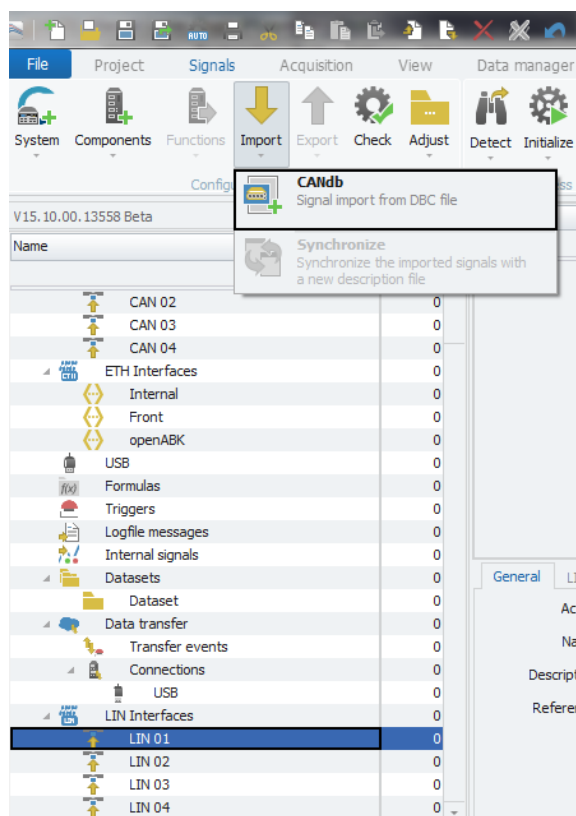 AUTO
File Project Signals Acquisition View Data manager
System Components Functions Import Export Check Adjust Detect Initialize
CANdb
Signal import from DBC file
V15.10.00.13558 Beta
Synchronize
Synchronize the imported signals with
a new description file
Name
CAN 02 0
CAN 03 0
CAN 04 0
ETH Interfaces 0
Internal 0
Front 0
openABK 0
USB 0
f(x) Formulas 0
Triggers 0
Logfile messages 0
Internal signals 0
Datasets 0
Dataset 0
Data transfer 0
Transfer events 0
Connections 0
USB 0
LIN Interfaces 0
LIN 01 0
LIN 02 0
LIN 03 0
LIN 04 0
General